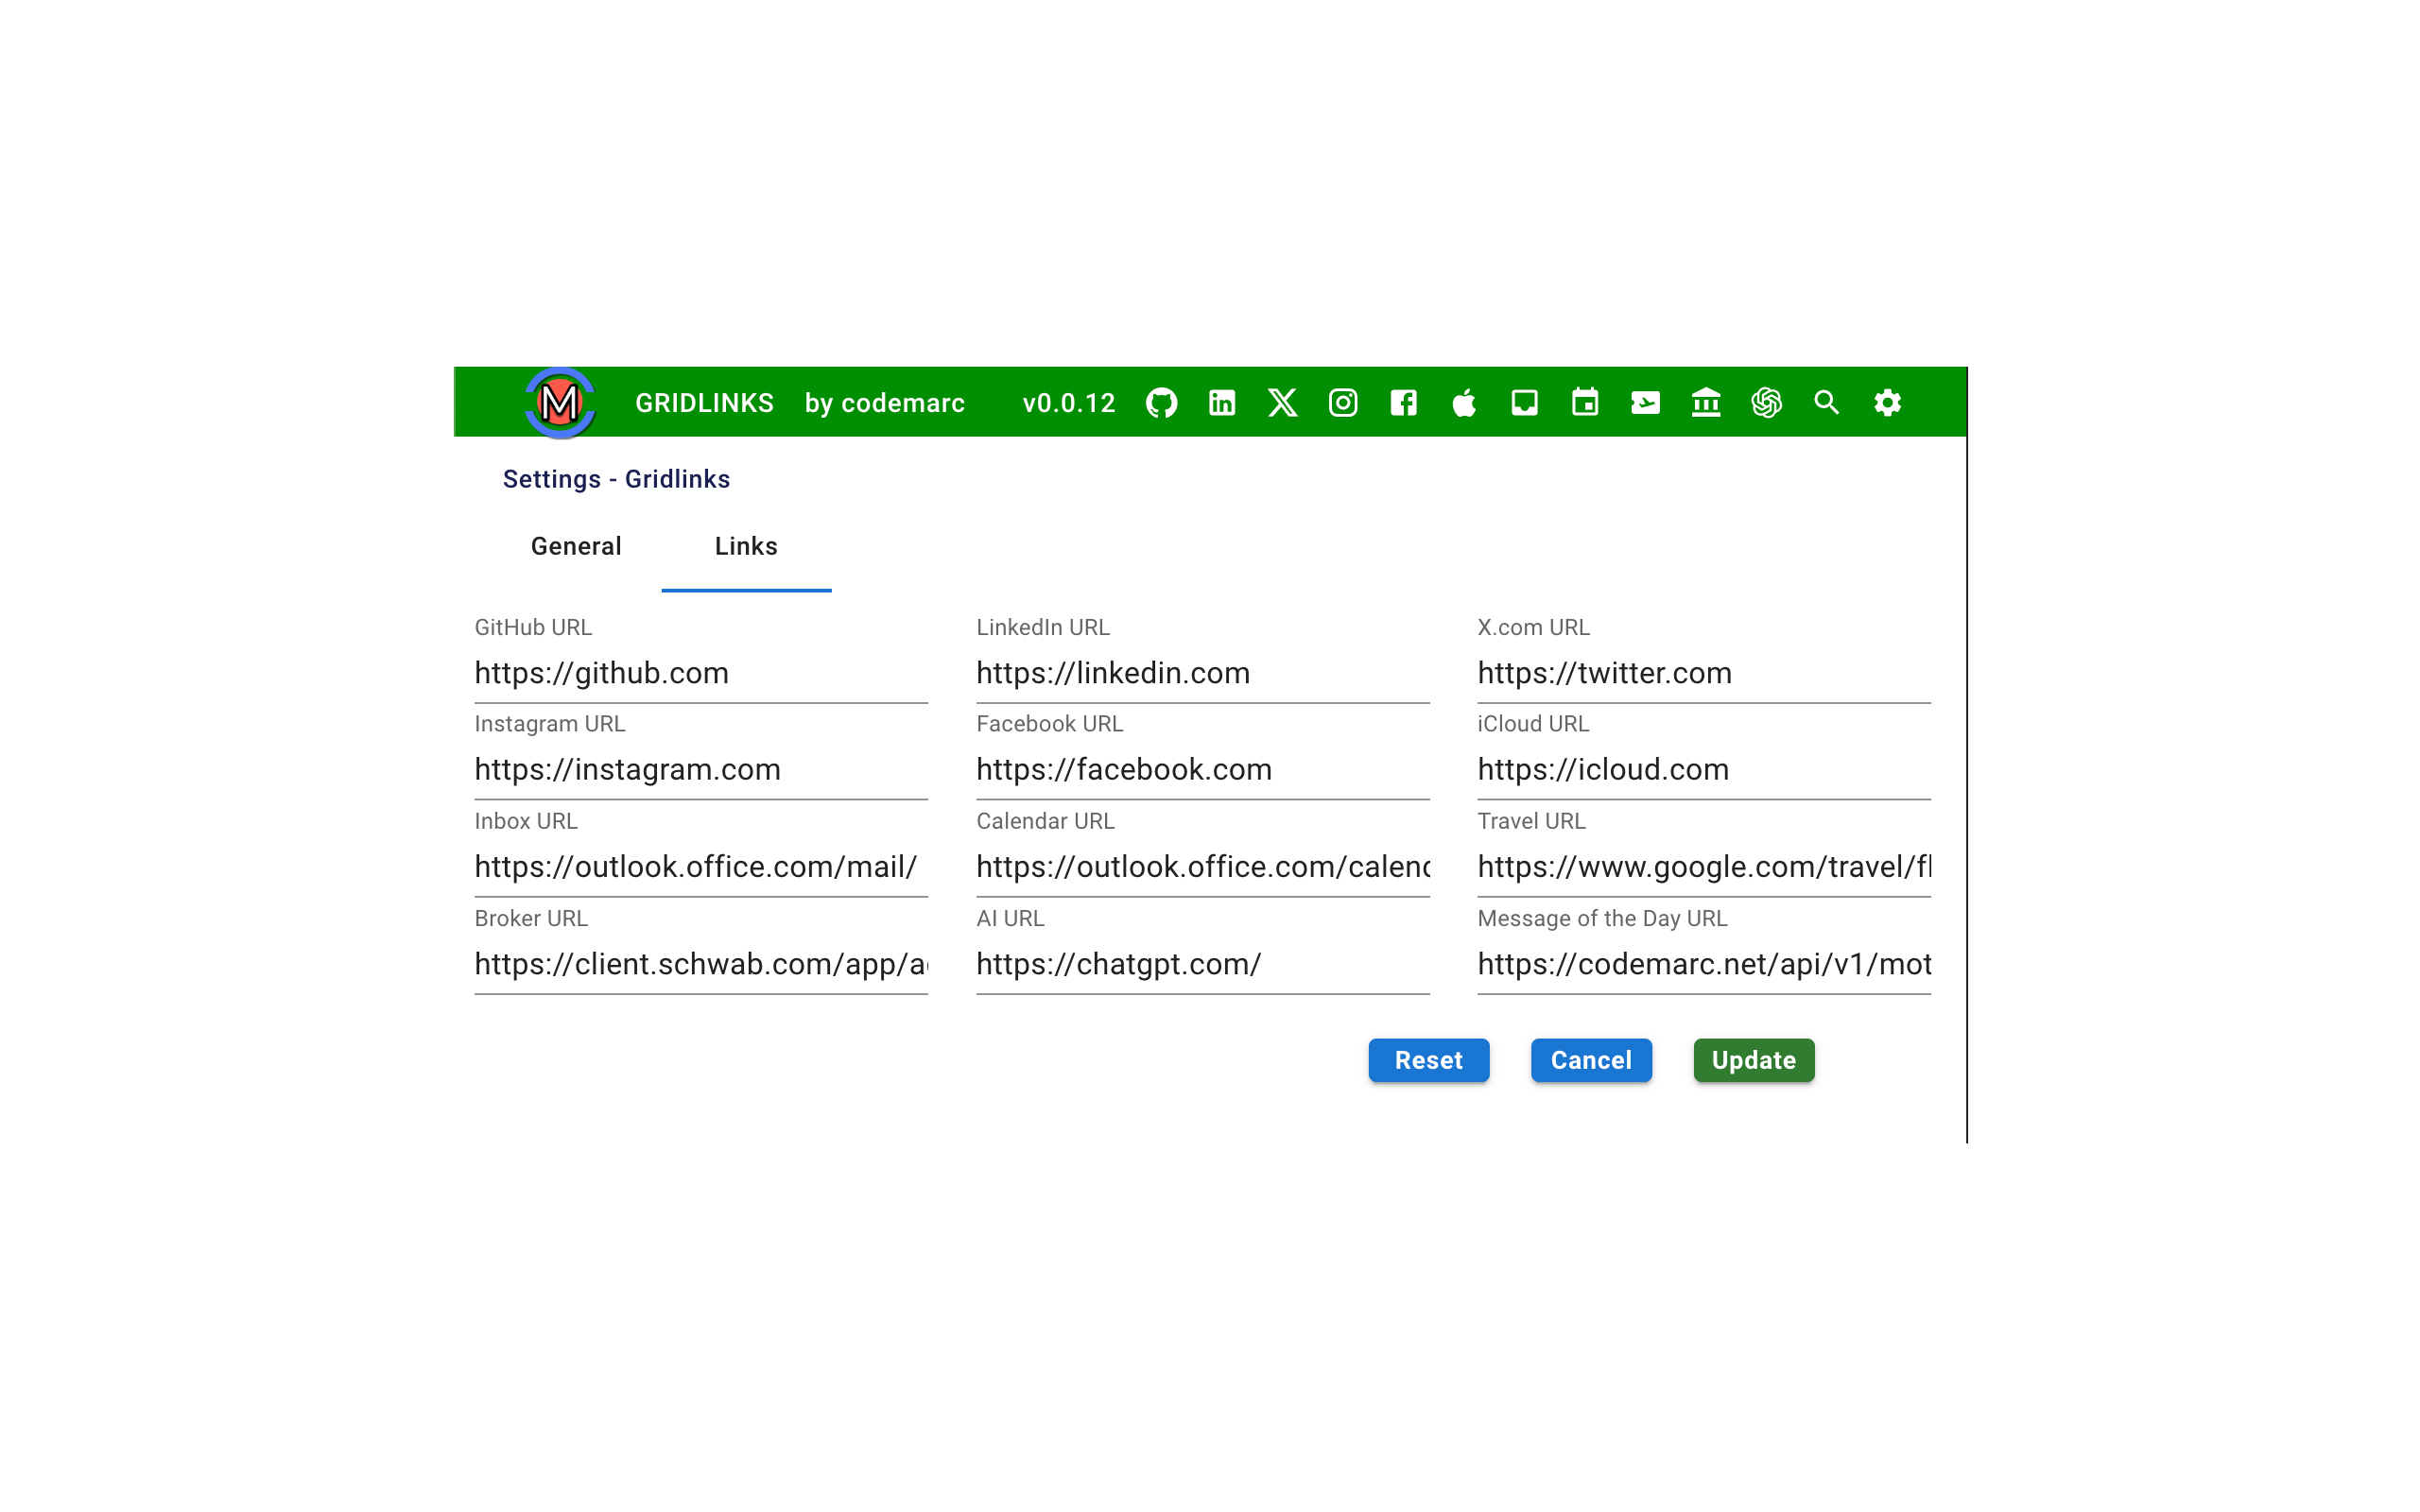 M GRIDLINKS by codemarc v0.0.12
Settings - Gridlinks
General Links
GitHub URL LinkedIn URL X.com URL
https://github.com https://linkedin.com https://twitter.com
Instagram URL Facebook URL iCloud URL
https://instagram.com https://facebook.com https://icloud.com
Inbox URL Calendar URL Travel URL
https://outlook.office.com/mail/ https://outlook.office.com/calend https://www.google.com/travel/fl
Broker URL AI URL Message of the Day URL
https://client.schwab.com/app/a https://chatgpt.com/ https://codemarc.net/api/v1/mot
Reset Cancel Update